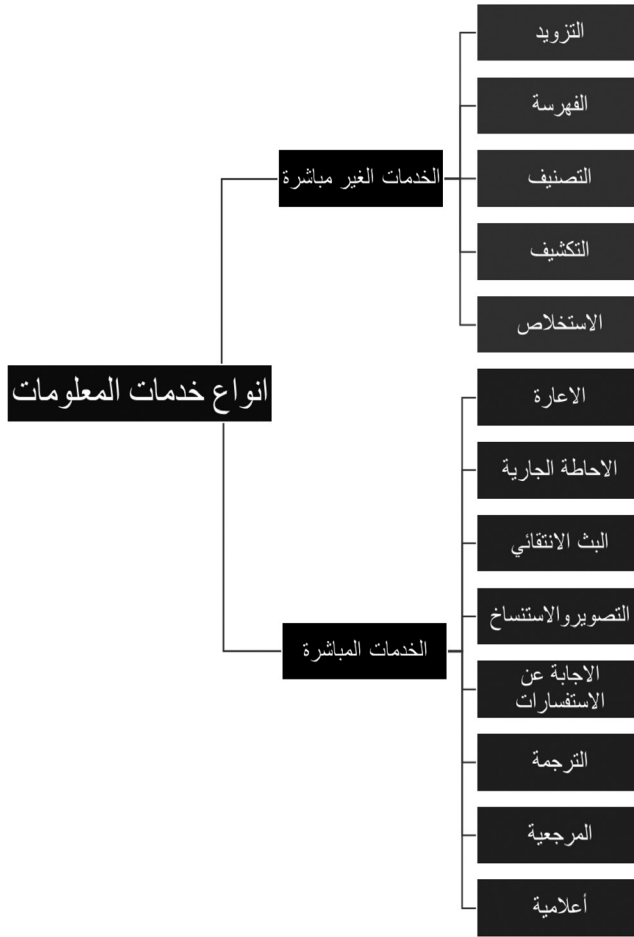 انواع خدمات المعلومات
الخدمات الغير مباشرة
التزويد
الفهرسة
التصنيف
التكشيف
الاستخلاص
الخدمات المباشرة
الاعارة
الاحاطة الجارية
البث الانتقائي
التصويروالاستنساخ
الاجابة عن
الاستفسارات
الترجمة
المرجعية
أعلامية